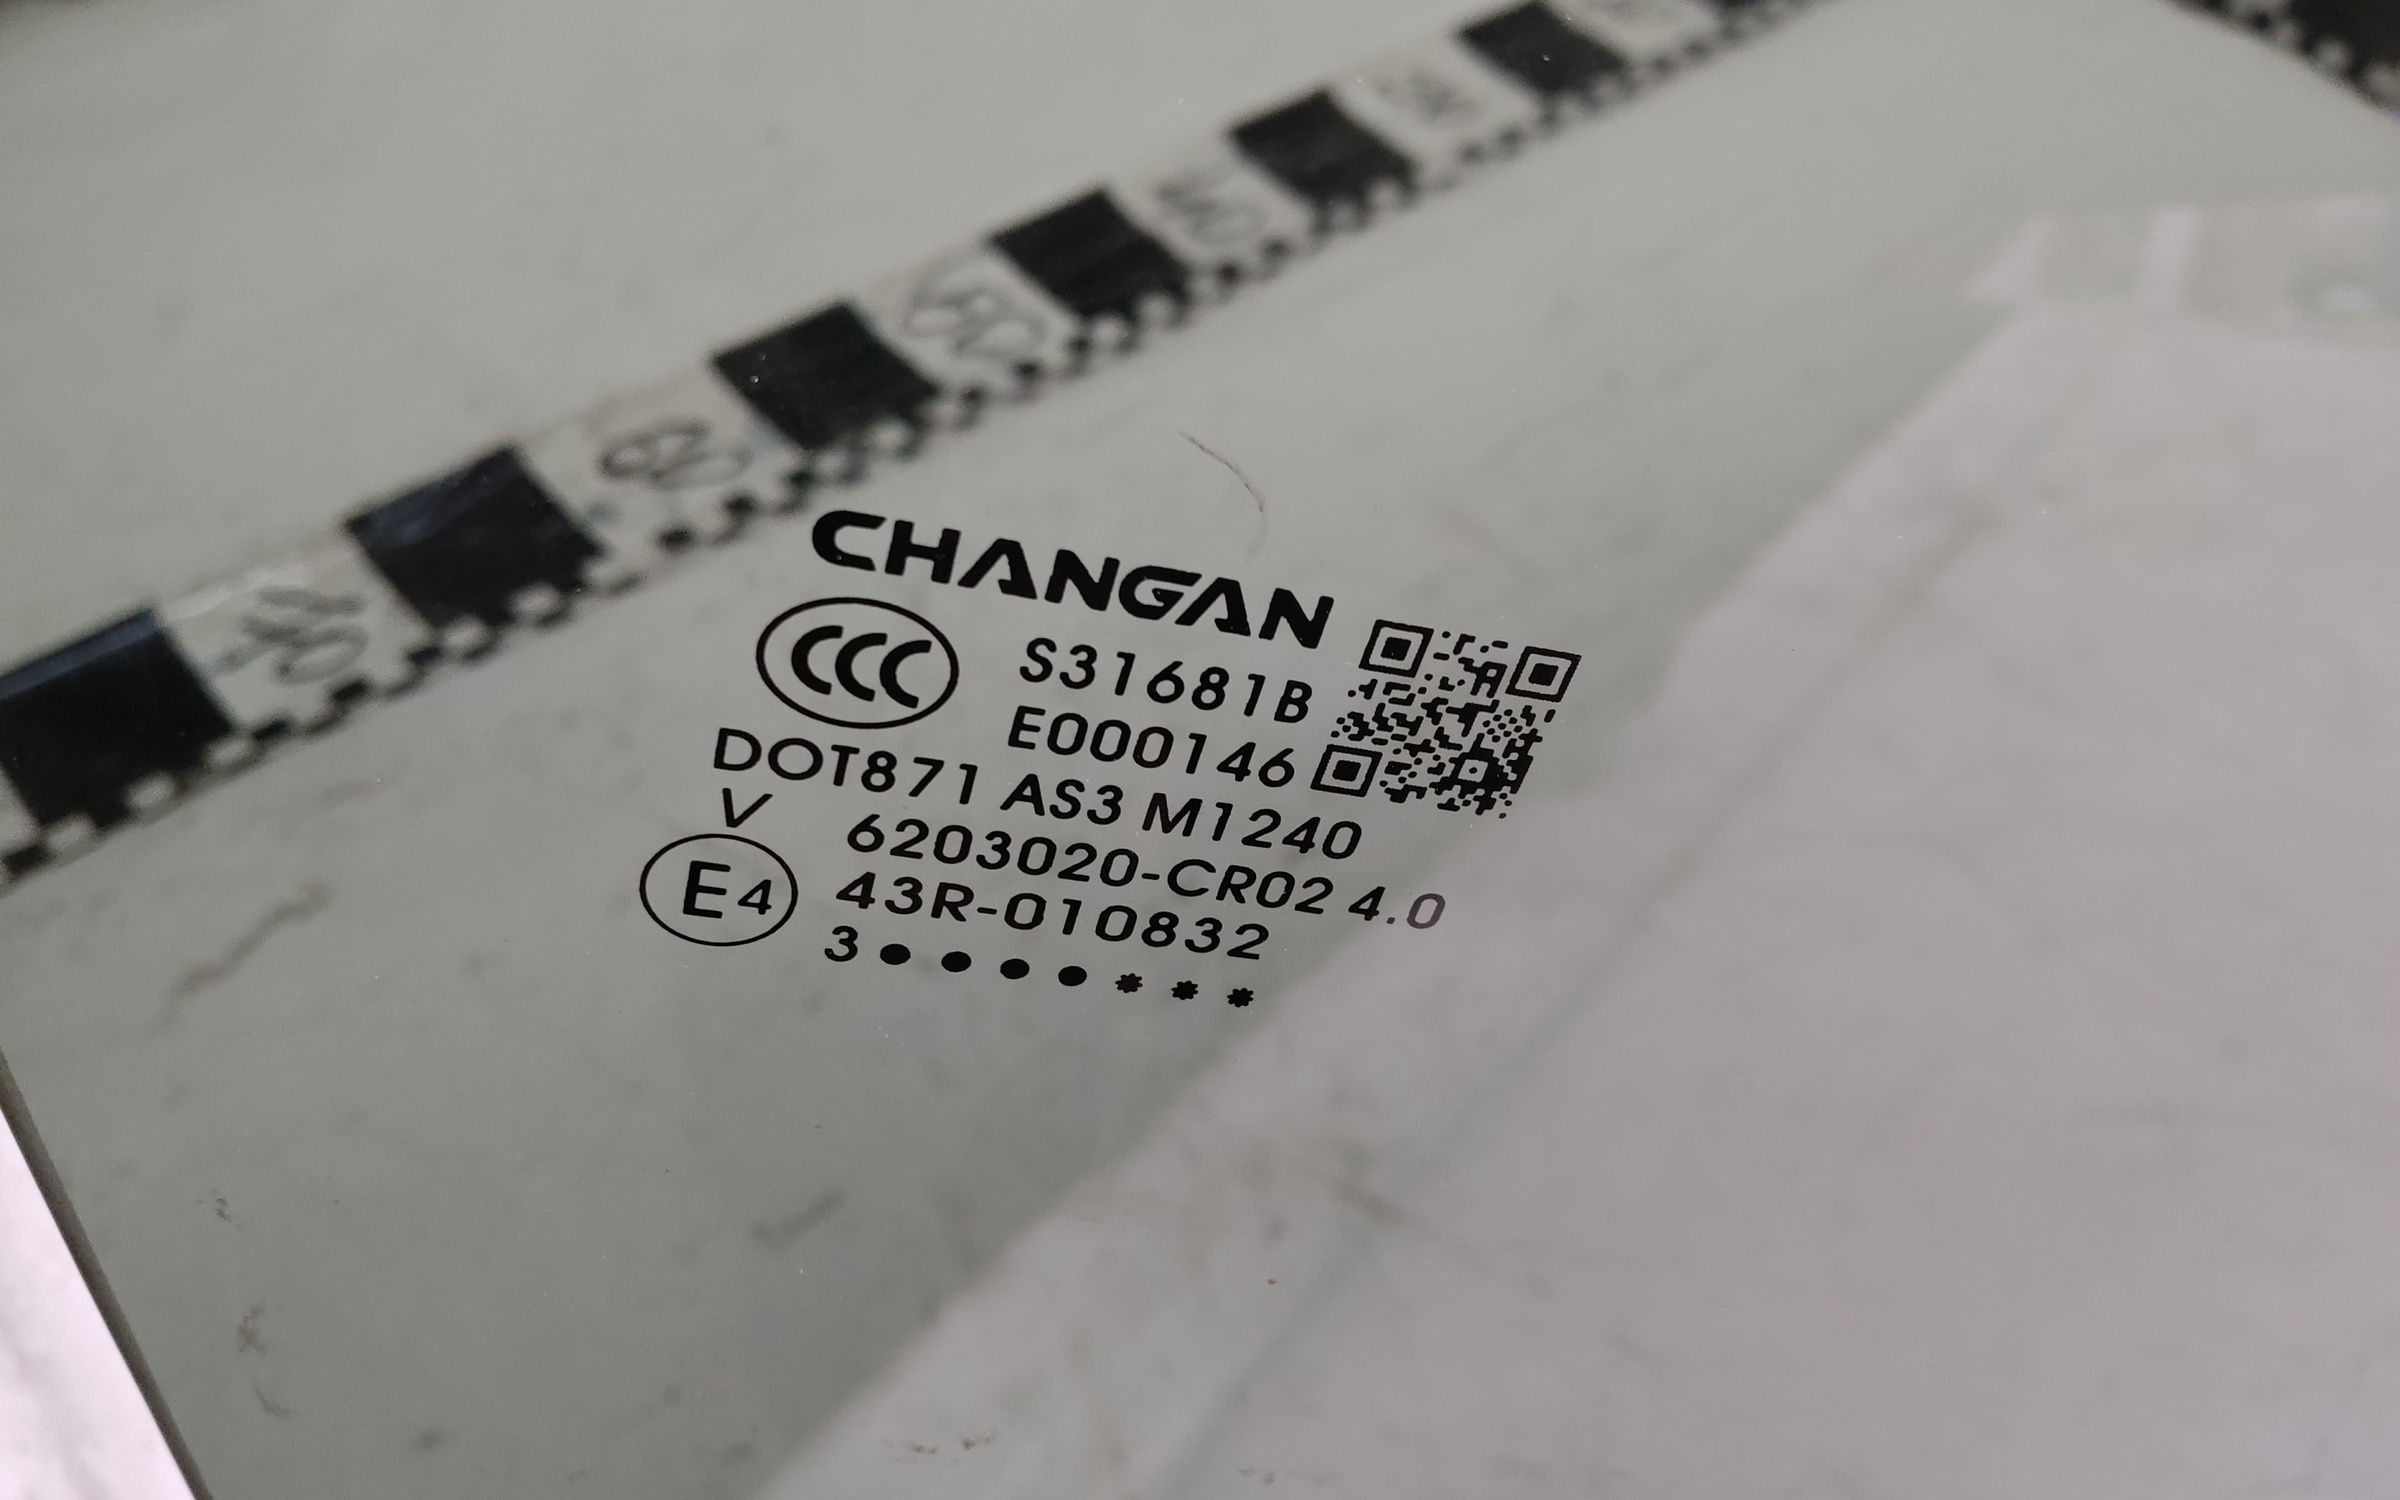 CHANGAN
CCC S31681B
E000146
DOT871 AS3 M1240
V 6203020-CR02 4.0
E4 43R-010832
3●●●●***